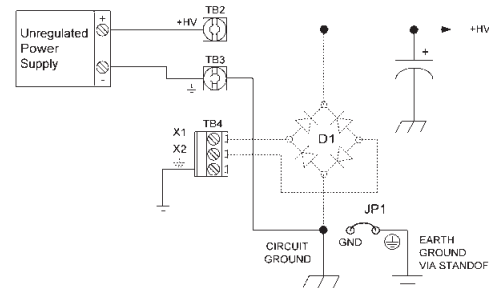 Unregulated
Power
Supply
+
-
+HV
TB2
TB3
X1
X2
TB4
D1
+HV
+
JP1
GND
CIRCUIT
GROUND
EARTH
GROUND
VIA STANDOF